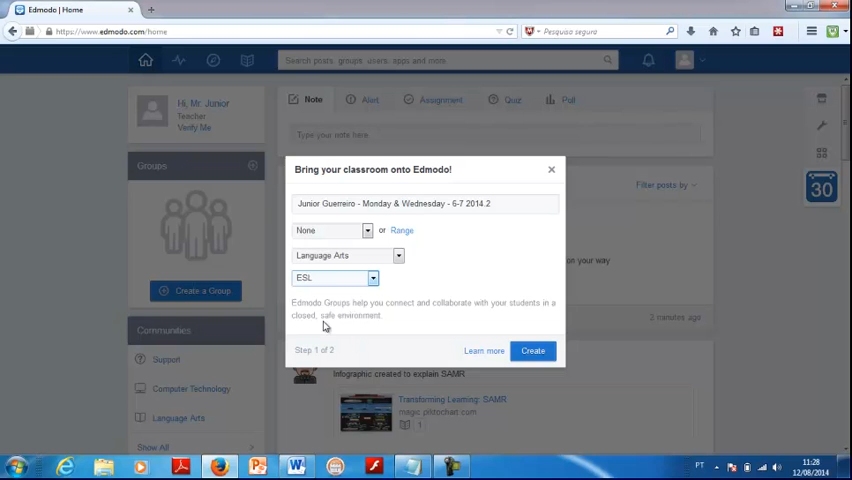 Edmodo | Home
https://www.edmodo.com/home
Pesquisa segura
Search posts, groups, users, apps and more
Hi, Mr. Junior
Teacher
Verify Me
Note
Alert
Assignment
Quiz
Poll
Type your note here...
Groups
Create a Group
Filter posts by
30
Bring your classroom onto Edmodo!
Junior Guerreiro - Monday & Wednesday - 6-7 2014.2
None
or
Range
Language Arts
ESL
Edmodo Groups help you connect and collaborate with your students in a
closed, safe environment.
Step 1 of 2
Learn more
Create
on your way
2 minutes ago
Communities
Support
Computer Technology
Language Arts
Show All
Infographic created to explain SAMR
Transforming Learning: SAMR
magic.piktochart.com
1
PT
11:28
12/08/2014